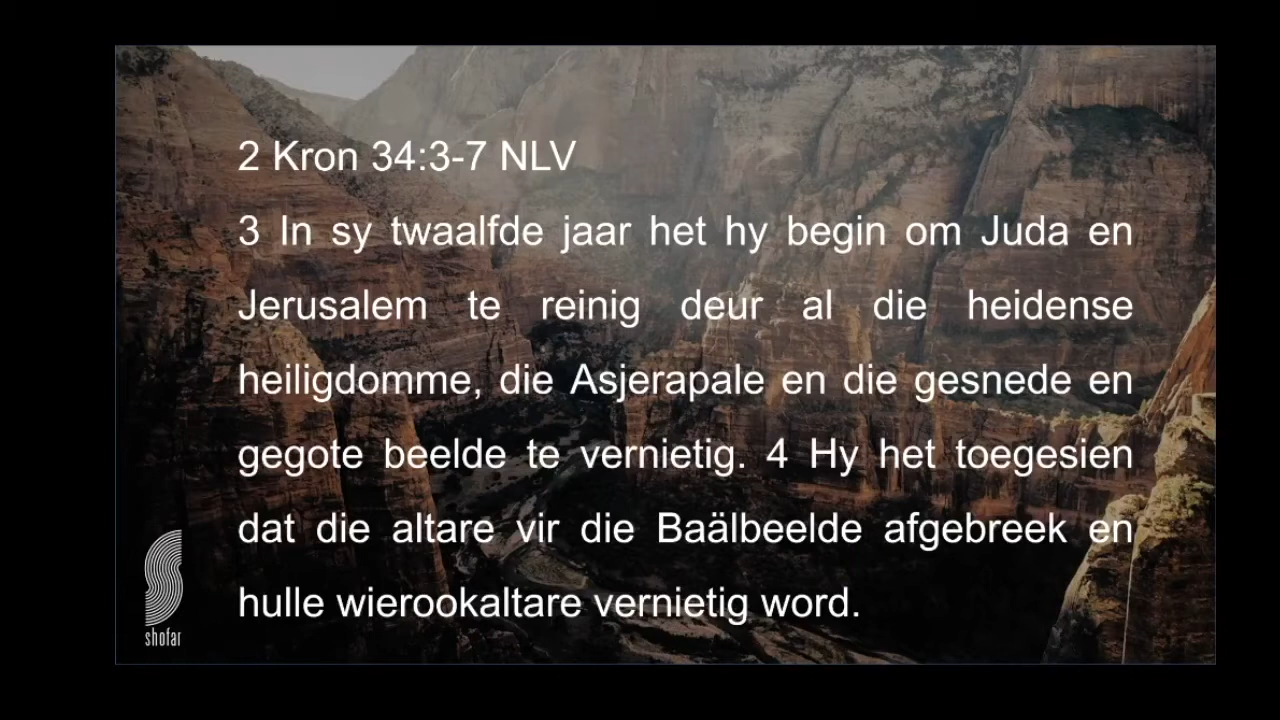 2 Kron 34:3-7 NLV
3 In sy twaalfde jaar het hy begin om Juda en
Jerusalem te reinig deur al die heidense
heiligdomme, die Asjerapale en die gesnede en
gegote beelde te vernietig. 4 Hy het toegesien
dat die altare vir die Baälbeelde afgebreek en
hulle wierookaltare vernietig word.
shofar